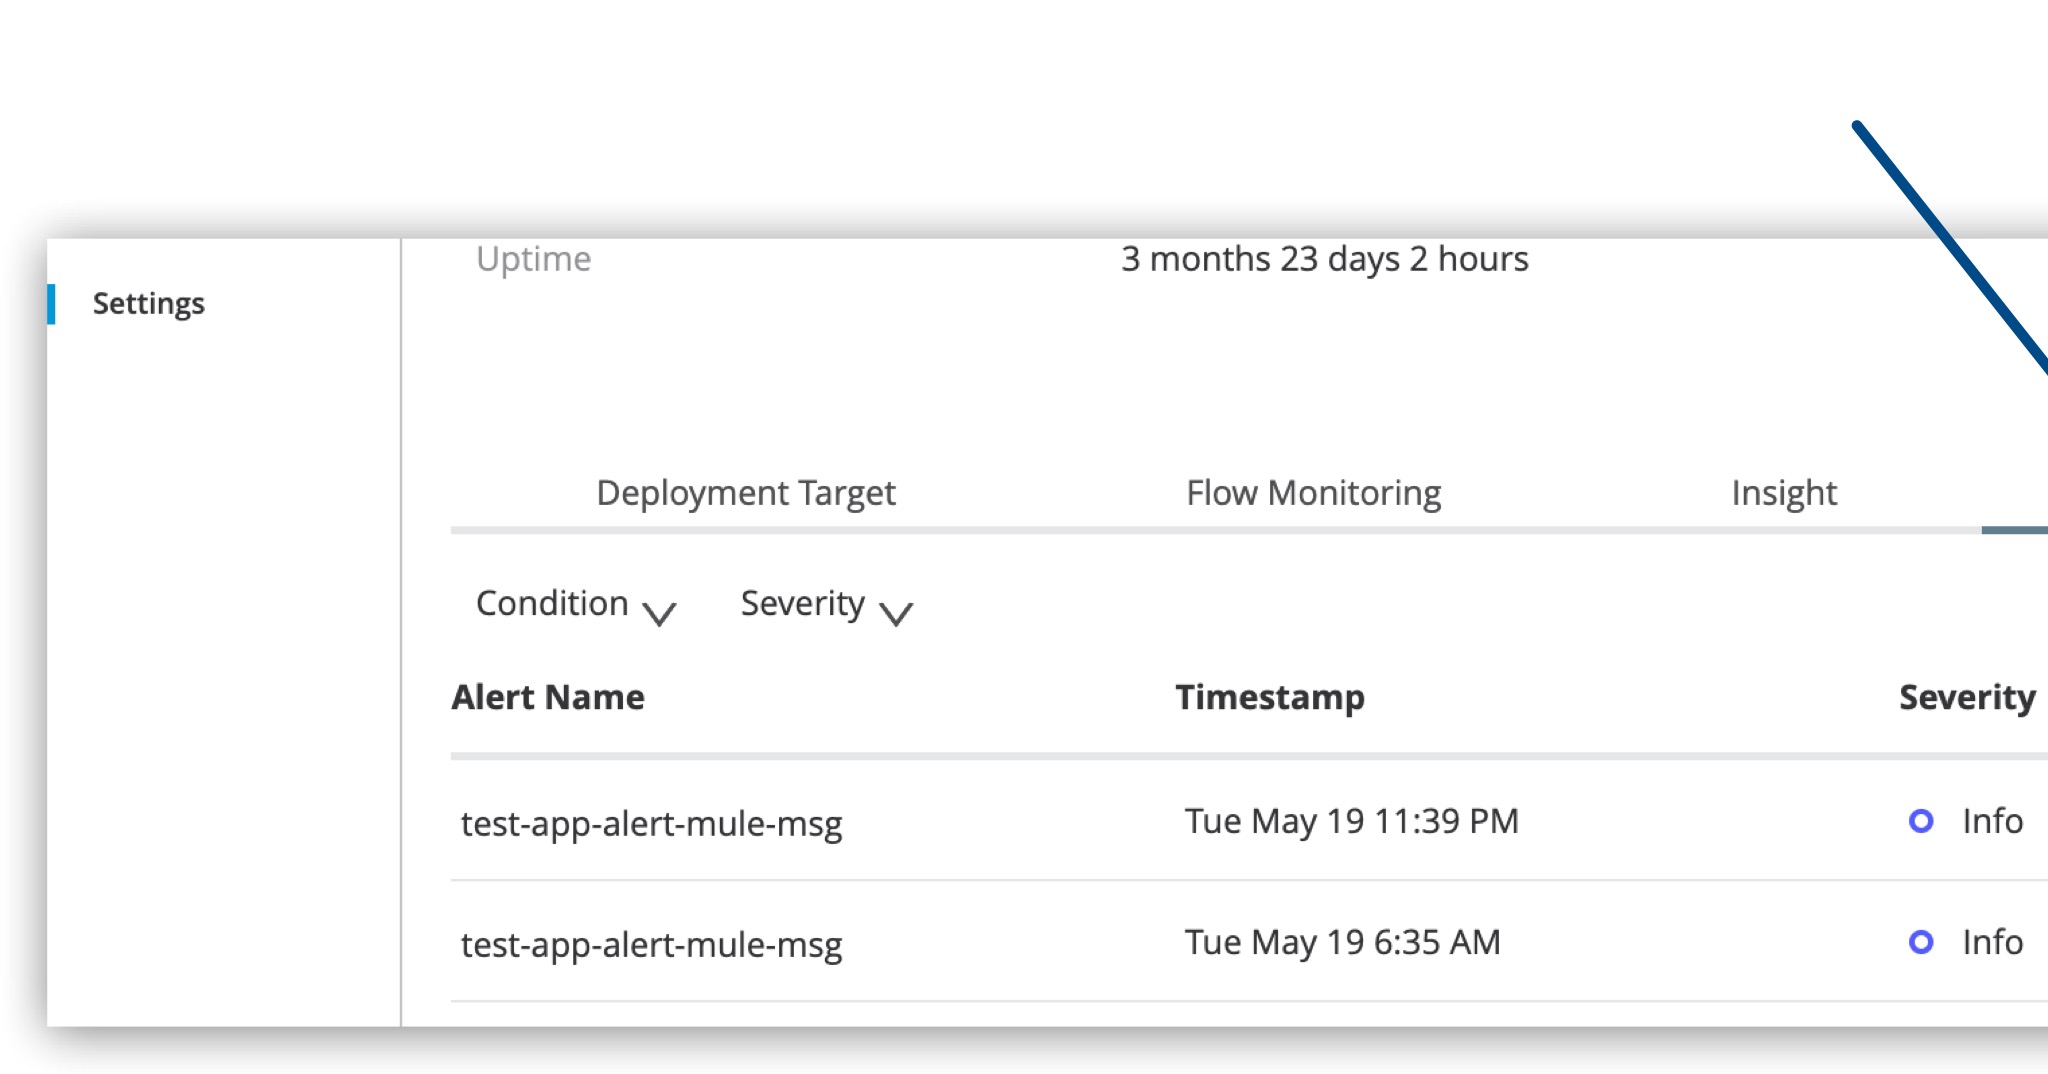 Uptime 3 months 23 days 2 hours
Settings
Deployment Target Flow Monitoring Insight
Condition Severity
Alert Name Timestamp Severity
test-app-alert-mule-msg Tue May 19 11:39 PM Info
test-app-alert-mule-msg Tue May 19 6:35 AM Info